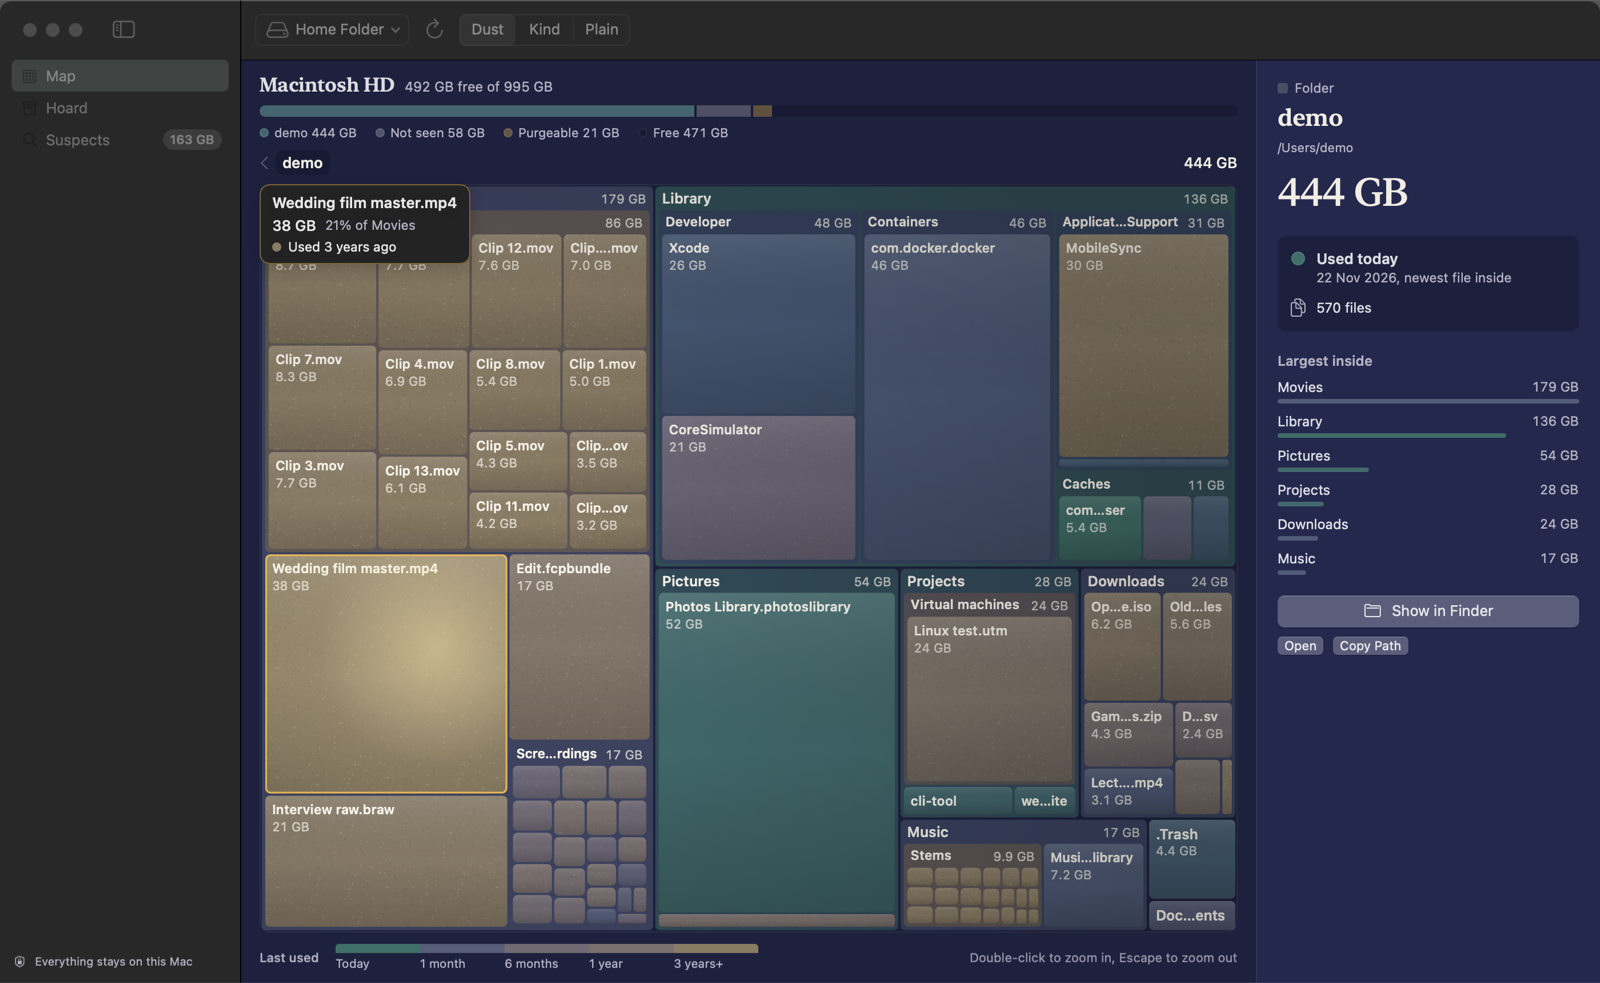 Home Folder
Dust
Kind
Plain
Map
Hoard
Suspects 163 GB
Everything stays on this Mac
Macintosh HD 492 GB free of 995 GB
demo 444 GB
Not seen 58 GB
Purgeable 21 GB
Free 471 GB
demo
444 GB
Wedding film master.mp4
38 GB 21% of Movies
Used 3 years ago
179 GB
86 GB
8.7 GB
7.7 GB
Clip 12.mov
7.6 GB
Clip....mov
7.0 GB
Clip 7.mov
8.3 GB
Clip 4.mov
6.9 GB
Clip 8.mov
5.4 GB
Clip 1.mov
5.0 GB
Clip 3.mov
7.7 GB
Clip 13.mov
6.1 GB
Clip 5.mov
4.3 GB
Clip...ov
3.5 GB
Clip 11.mov
4.2 GB
Clip...ov
3.2 GB
Wedding film master.mp4
38 GB
Edit.fcpbundle
17 GB
Scre...rdings 17 GB
Interview raw.braw
21 GB
Library 136 GB
Developer 48 GB
Xcode
26 GB
CoreSimulator
21 GB
Containers 46 GB
com.docker.docker
46 GB
Applicat...Support 31 GB
MobileSync
30 GB
Caches 11 GB
com...ser
5.4 GB
Pictures 54 GB
Photos Library.photoslibrary
52 GB
Projects 28 GB
Virtual machines 24 GB
Linux test.utm
24 GB
cli-tool
we...ite
Downloads 24 GB
Op...e.iso
6.2 GB
Old...les
5.6 GB
Gam...s.zip
4.3 GB
D...sv
2.4 GB
Lect....mp4
3.1 GB
Music 17 GB
Stems 9.9 GB
Musi...library
7.2 GB
.Trash
4.4 GB
Doc...ents
Last used
Today
1 month
6 months
1 year
3 years+
Double-click to zoom in, Escape to zoom out
Folder
demo
/Users/demo
444 GB
Used today
22 Nov 2026, newest file inside
570 files
Largest inside
Movies 179 GB
Library 136 GB
Pictures 54 GB
Projects 28 GB
Downloads 24 GB
Music 17 GB
Show in Finder
Open
Copy Path